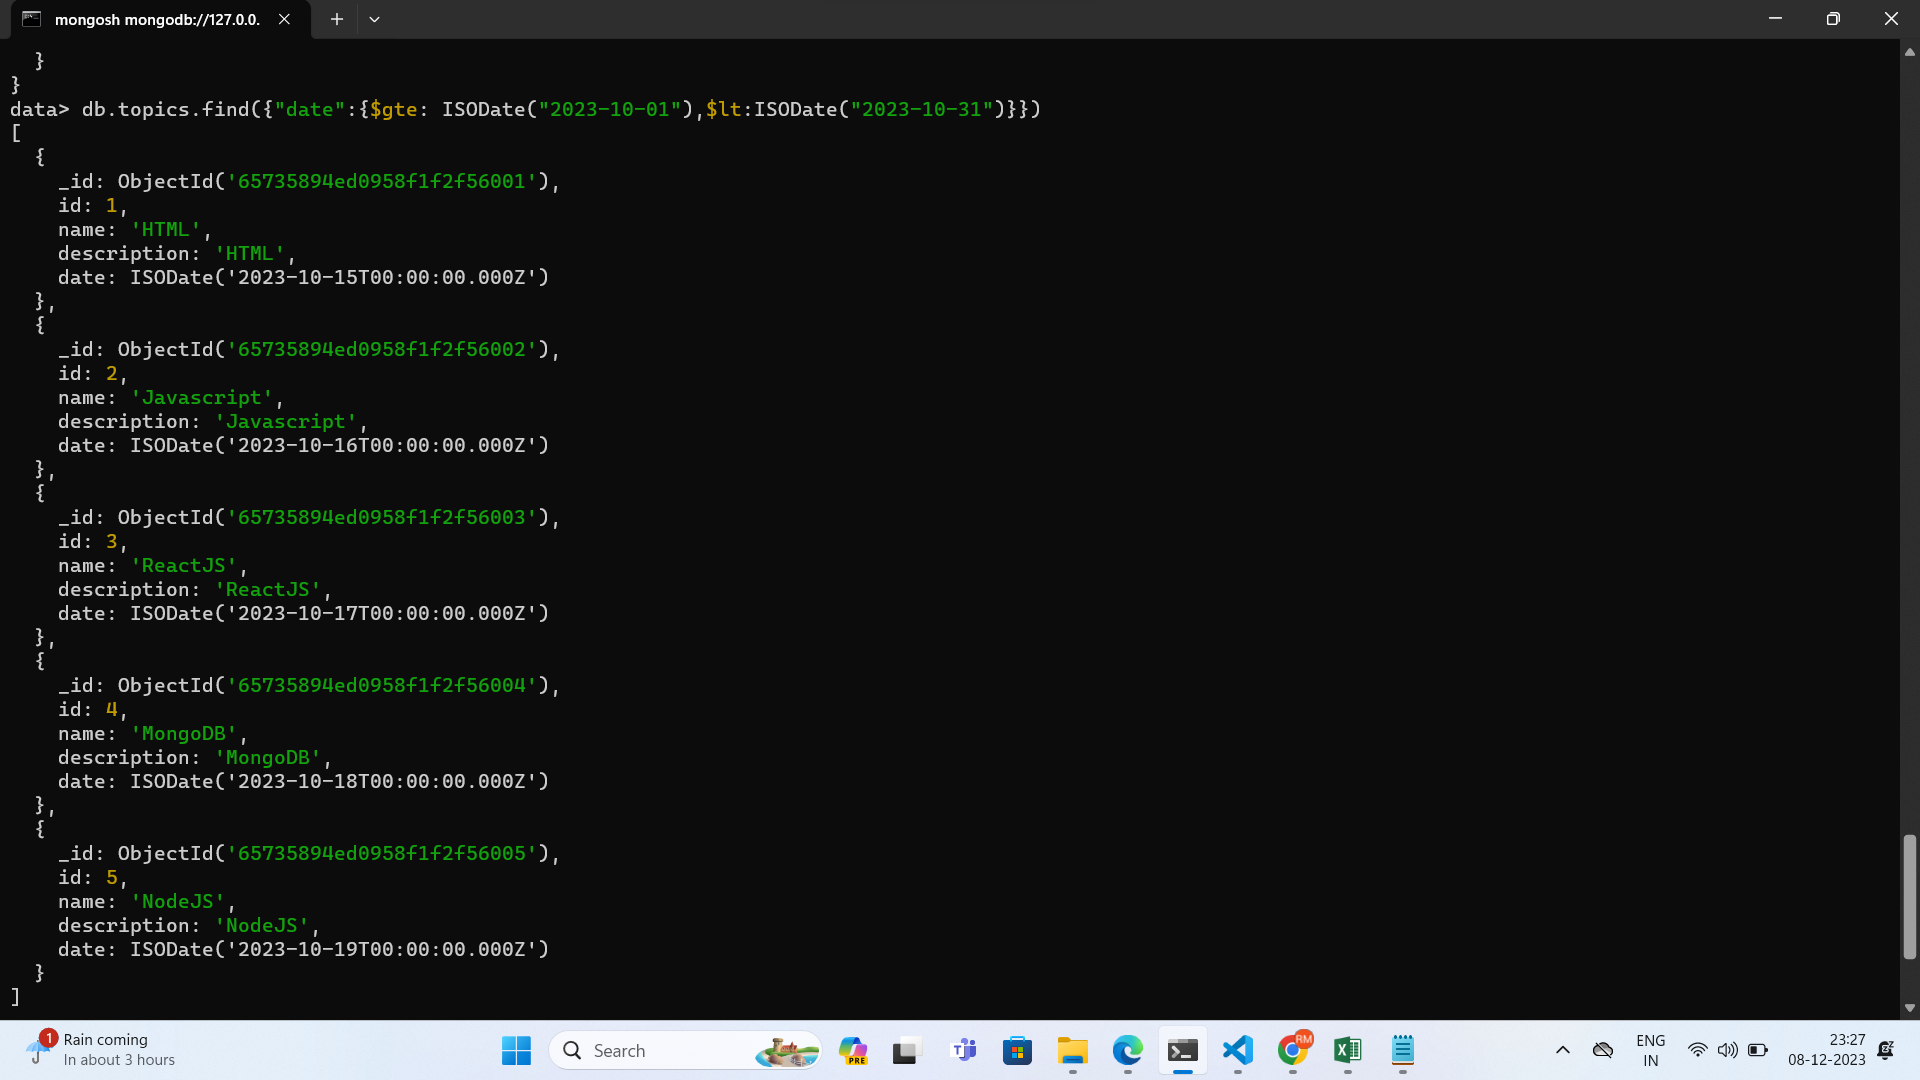 mongosh mongodb://127.0.0.
}
}
data> db.topics.find({"date":{$gte: ISODate("2023-10-01"),$lt:ISODate("2023-10-31")}})
[
{
_id: ObjectId('65735894ed0958f1f2f56001'),
id: 1,
name: 'HTML',
description: 'HTML',
date: ISODate('2023-10-15T00:00:00.000Z')
},
{
_id: ObjectId('65735894ed0958f1f2f56002'),
id: 2,
name: 'Javascript',
description: 'Javascript',
date: ISODate('2023-10-16T00:00:00.000Z')
},
{
_id: ObjectId('65735894ed0958f1f2f56003'),
id: 3,
name: 'ReactJS',
description: 'ReactJS',
date: ISODate('2023-10-17T00:00:00.000Z')
},
{
_id: ObjectId('65735894ed0958f1f2f56004'),
id: 4,
name: 'MongoDB',
description: 'MongoDB',
date: ISODate('2023-10-18T00:00:00.000Z')
},
{
_id: ObjectId('65735894ed0958f1f2f56005'),
id: 5,
name: 'NodeJS',
description: 'NodeJS',
date: ISODate('2023-10-19T00:00:00.000Z')
}
]
1
Rain coming
In about 3 hours
Search
PRE
RM
ENG
IN
23:27
08-12-2023